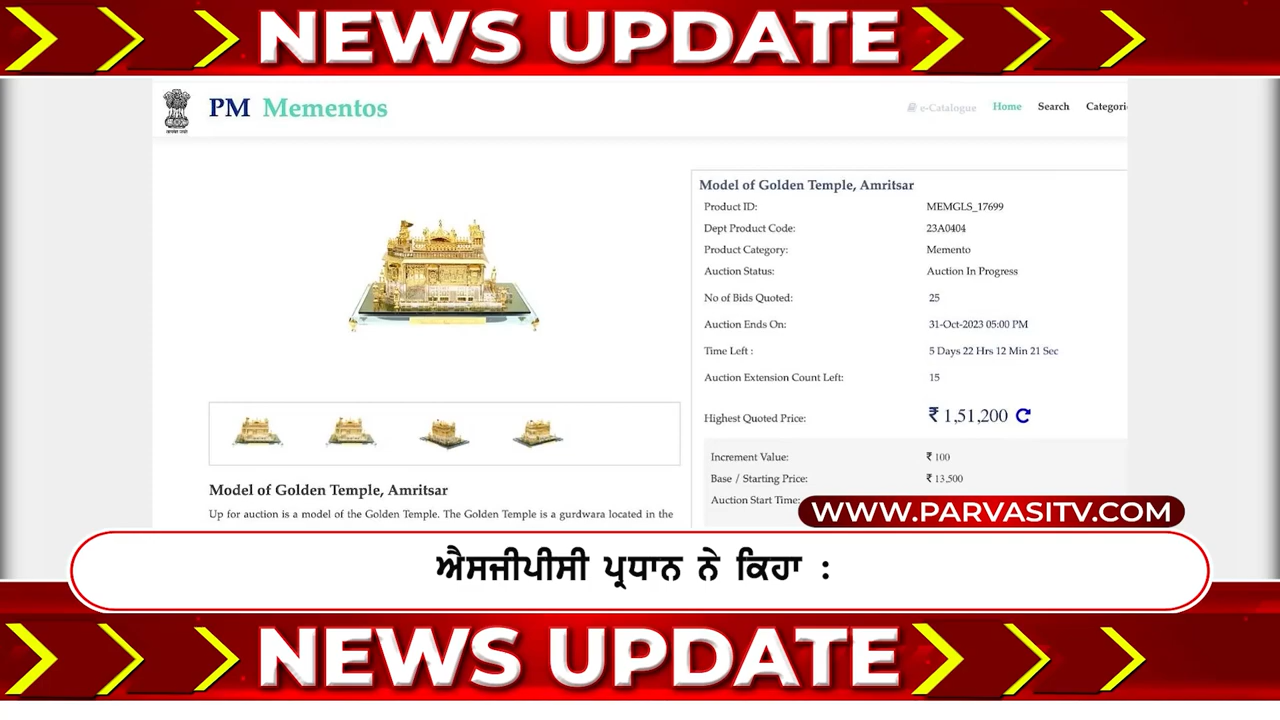 NEWS UPDATE
PM Mementos
e-Catalogue Home Search Categori
Model of Golden Temple, Amritsar
Product ID: MEMGLS_17699
Dept Product Code: 23A0404
Product Category: Memento
Auction Status: Auction In Progress
No of Bids Quoted: 25
Auction Ends On: 31-Oct-2023 05:00 PM
Time Left : 5 Days 22 Hrs 12 Min 21 Sec
Auction Extension Count Left: 15
Highest Quoted Price: ₹ 1,51,200
Increment Value: ₹ 100
Base / Starting Price: ₹ 13,500
Auction Start Time:
Model of Golden Temple, Amritsar
Up for auction is a model of the Golden Temple. The Golden Temple is a gurdwara located in the
WWW.PARVASITV.COM
ਐਸਜੀਪੀਸੀ ਪ੍ਰਧਾਨ ਨੇ ਕਿਹਾ :
NEWS UPDATE